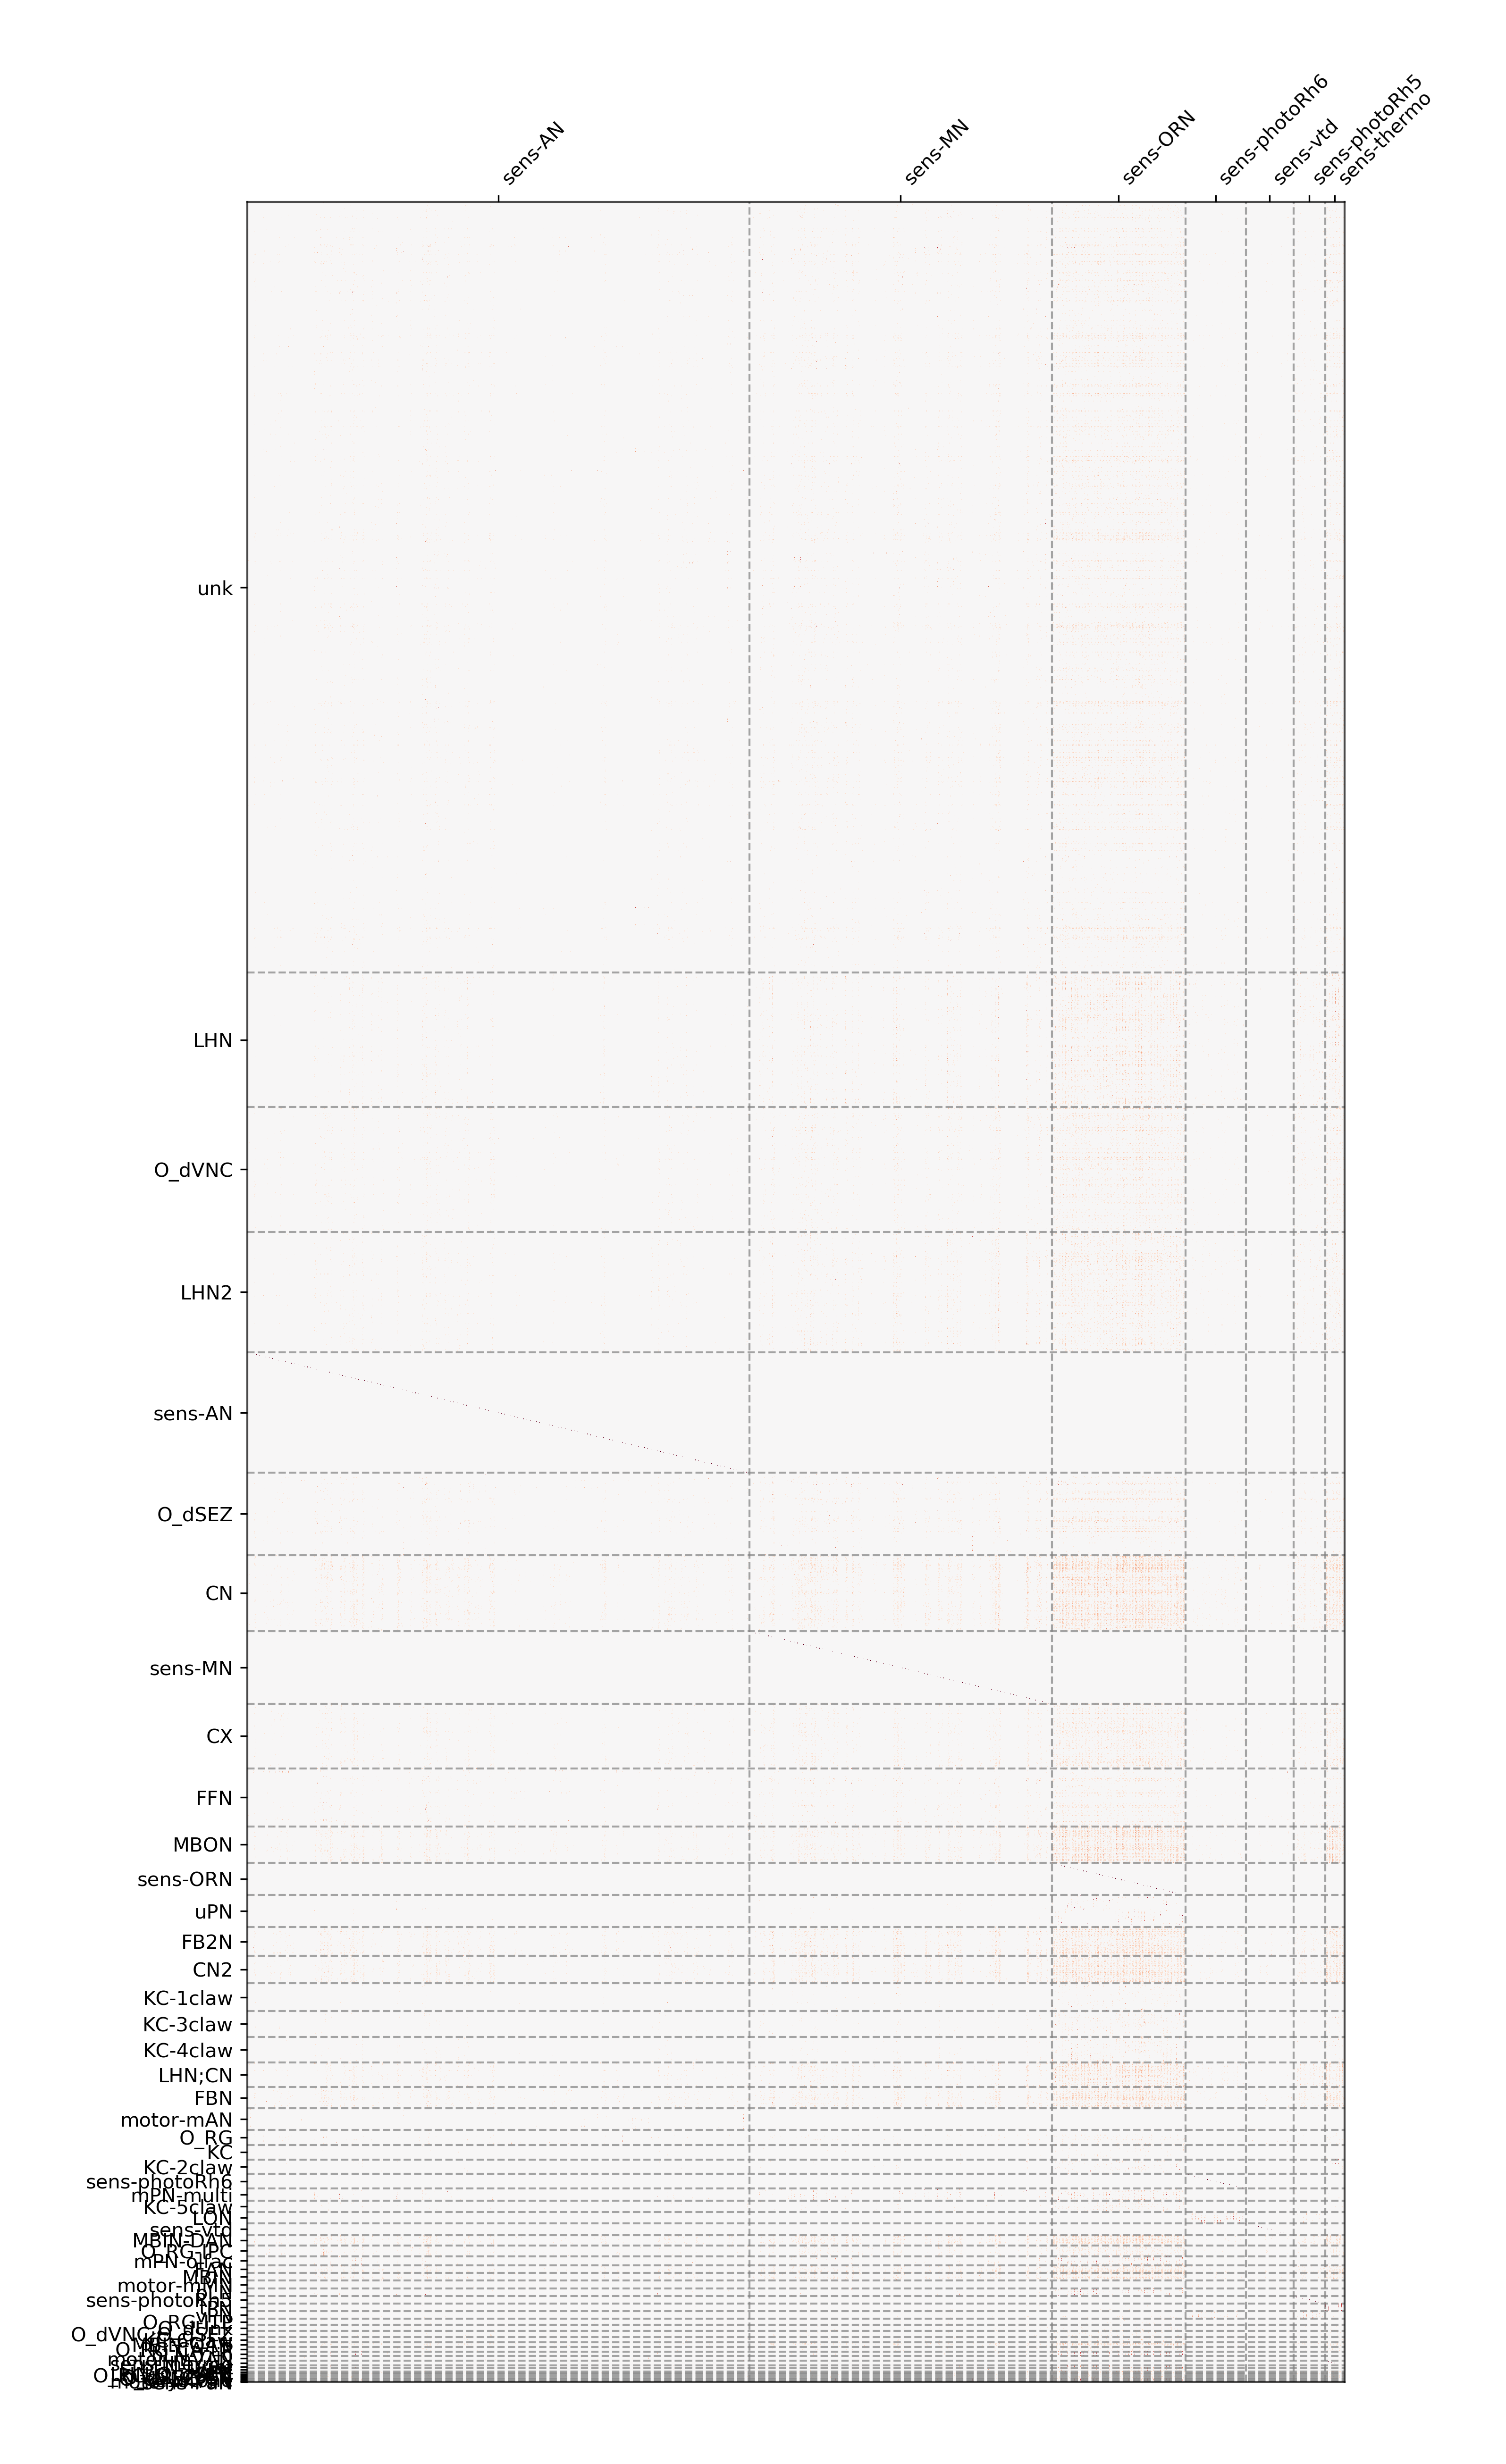 sens-AN
sens-MN
sens-ORN
sens-photoRh6
sens-vtd
sens-photoRh5
sens-thermo
unk
LHN
O_dVNC
LHN2
sens-AN
O_dSEZ
CN
sens-MN
CX
FFN
MBON
sens-ORN
uPN
FB2N
CN2
KC-1claw
KC-3claw
KC-4claw
LHN;CN
FBN
motor-mAN
O_RG
KC
KC-2claw
sens-photoRh6
mPN-multi
KC-5claw
LON
sens-vtd
MBIN-DAN
O_RG-IPC
mPN-olfac
MBIN
motor-mMN
sens-photoRh5